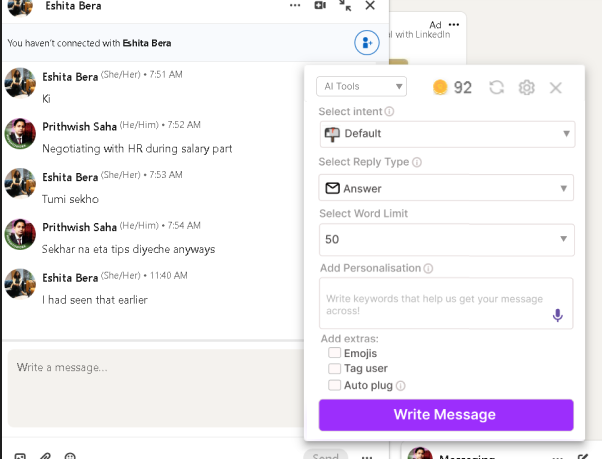 Eshita Bera
Ad
You haven't connected with Eshita Bera
with LinkedIn
Eshita Bera (She/Her) • 7:51 AM
Ki
Prithwish Saha (He/Him) • 7:52 AM
Negotiating with HR during salary part
Eshita Bera (She/Her) • 7:53 AM
Tumi sekho
Prithwish Saha (He/Him) • 7:54 AM
Sekhar na eta tips diyeche anyways
Eshita Bera (She/Her) • 11:40 AM
I had seen that earlier
Write a message...
Send
AI Tools
92
Select intent
Default
Select Reply Type
Answer
Select Word Limit
50
Add Personalisation
Write keywords that help us get your message
across!
Add extras:
Emojis
Tag user
Auto plug
Write Message
Messaging